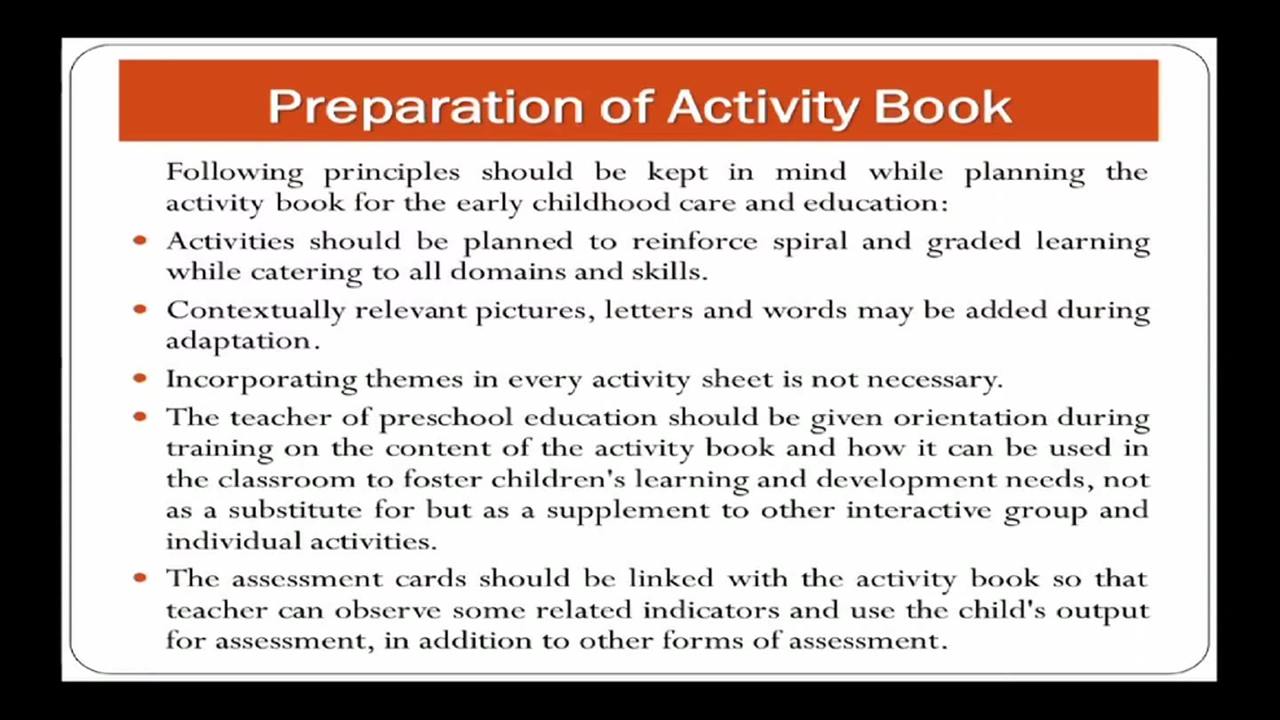 Preparation of Activity Book
Following principles should be kept in mind while planning the
activity book for the early childhood care and education:
• Activities should be planned to reinforce spiral and graded learning
while catering to all domains and skills.
• Contextually relevant pictures, letters and words may be added during
adaptation.
• Incorporating themes in every activity sheet is not necessary.
• The teacher of preschool education should be given orientation during
training on the content of the activity book and how it can be used in
the classroom to foster children's learning and development needs, not
as a substitute for but as a supplement to other interactive group and
individual activities.
• The assessment cards should be linked with the activity book so that
teacher can observe some related indicators and use the child's output
for assessment, in addition to other forms of assessment.